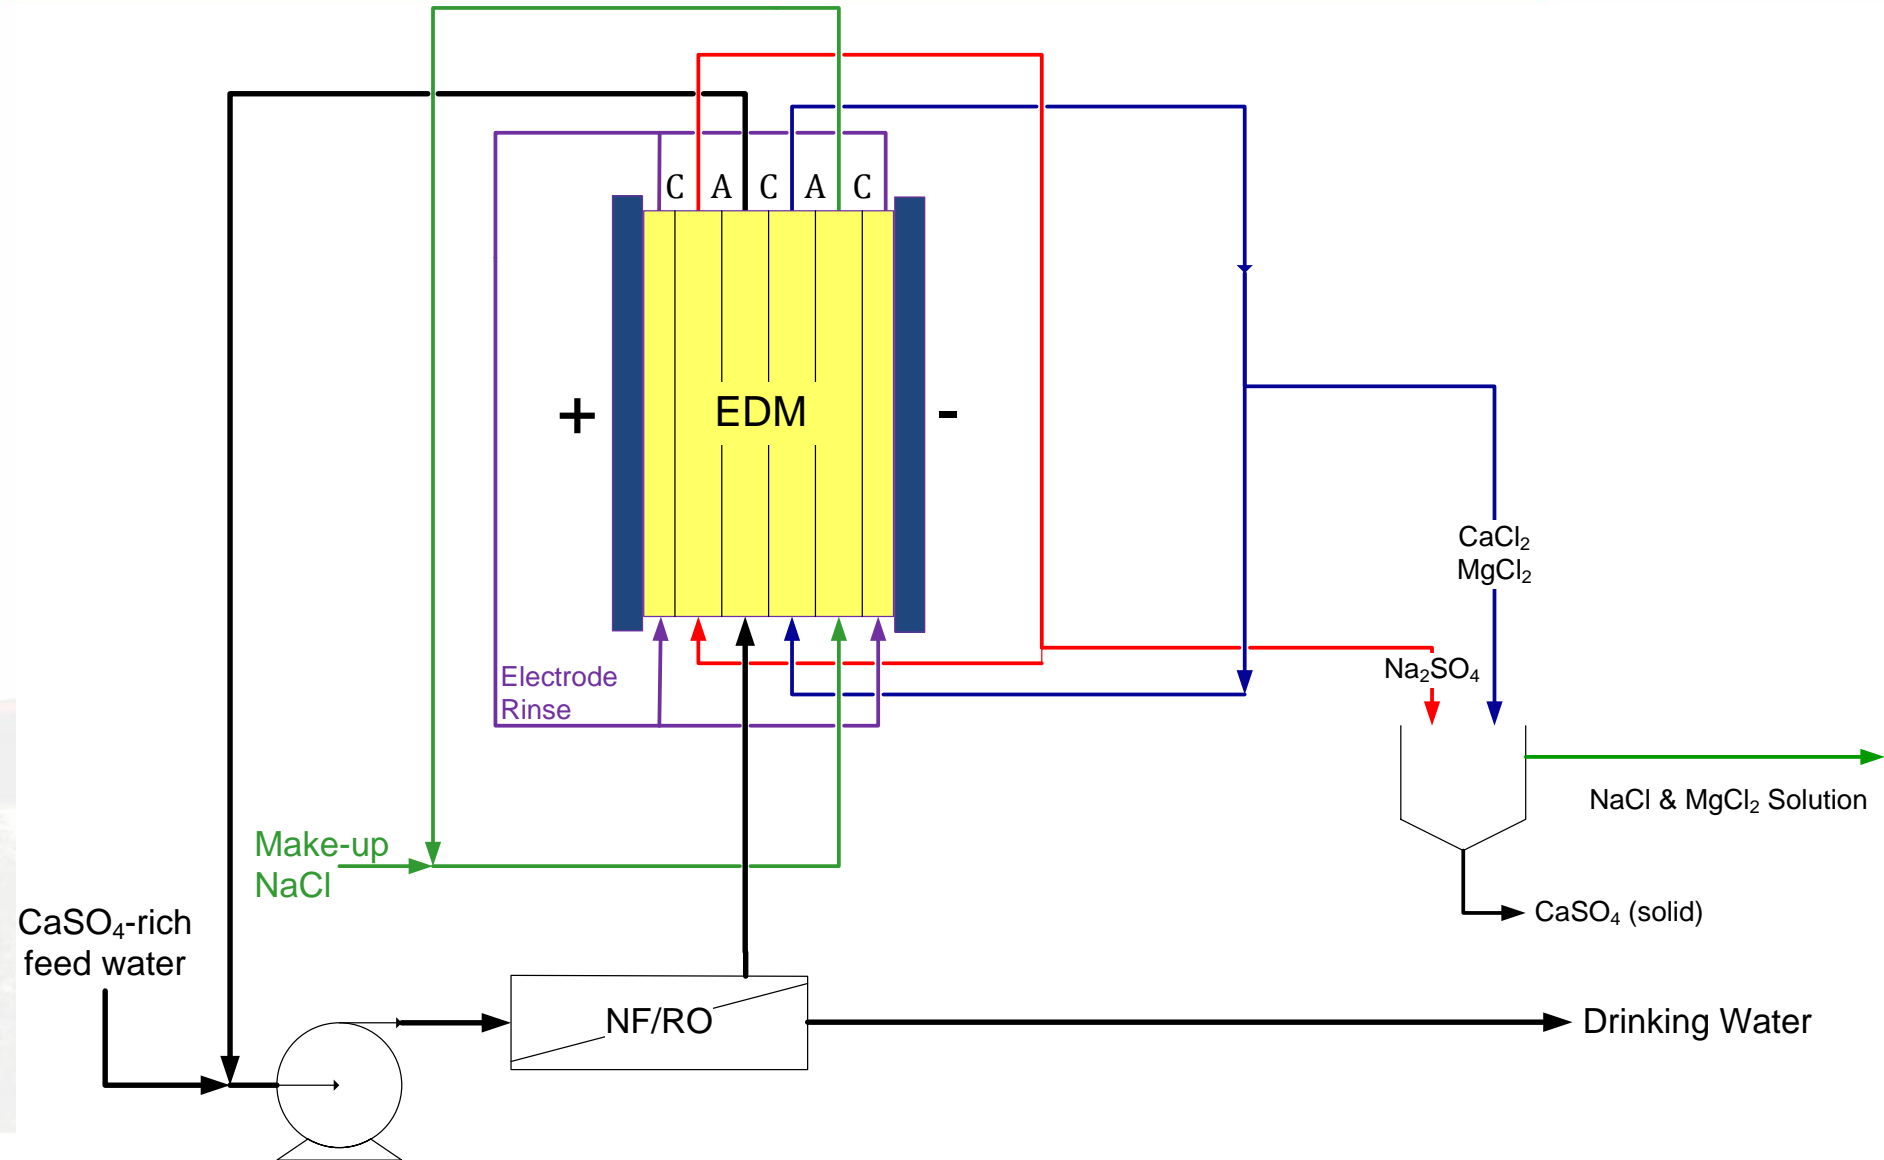 C A C A C
+ EDM -
CaCl₂
MgCl₂
Na₂SO₄
Electrode
Rinse
NaCl & MgCl₂ Solution
Make-up
NaCl
CaSO₄ (solid)
CaSO₄-rich
feed water
NF/RO
Drinking Water